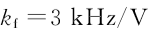 k_f = 3 kHz/V